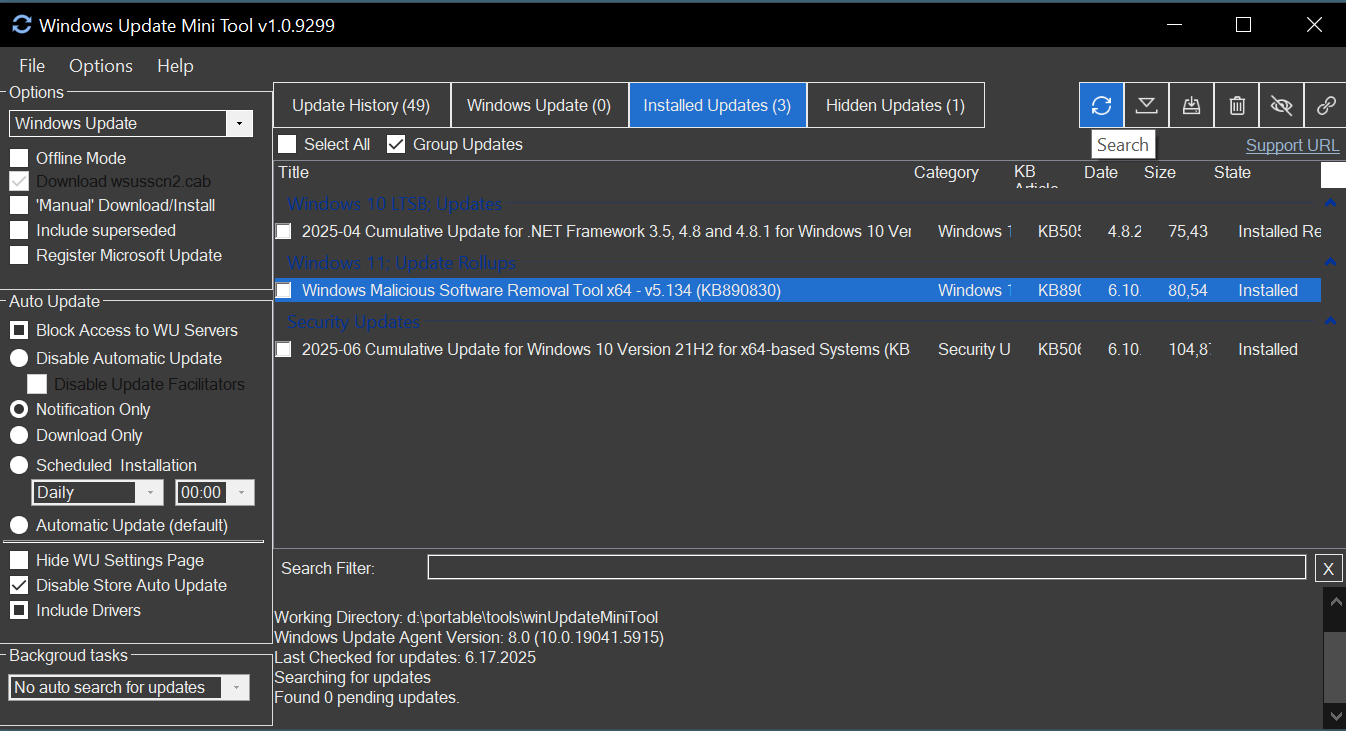 Windows Update Mini Tool v1.0.9299
File Options Help
Options
Windows Update
Offline Mode
Download wsusscn2.cab
'Manual' Download/Install
Include superseded
Register Microsoft Update
Auto Update
Block Access to WU Servers
Disable Automatic Update
Disable Update Facilitators
Notification Only
Download Only
Scheduled Installation
Daily 00:00
Automatic Update (default)
Hide WU Settings Page
Disable Store Auto Update
Include Drivers
Backgroud tasks
No auto search for updates
Update History (49) Windows Update (0) Installed Updates (3) Hidden Updates (1)
Select All Group Updates
Search
Support URL
Title Category KB Article Date Size State
Windows 10 LTSB; Updates
2025-04 Cumulative Update for .NET Framework 3.5, 4.8 and 4.8.1 for Windows 10 Ver Windows 1 KB505 4.8.2 75,43 Installed Re
Windows 11; Update Rollups
Windows Malicious Software Removal Tool x64 - v5.134 (KB890830) Windows 1 KB890 6.10. 80,54 Installed
Security Updates
2025-06 Cumulative Update for Windows 10 Version 21H2 for x64-based Systems (KB Security U KB506 6.10. 104,87 Installed
Search Filter:
X
Working Directory: d:\portable\tools\winUpdateMiniTool
Windows Update Agent Version: 8.0 (10.0.19041.5915)
Last Checked for updates: 6.17.2025
Searching for updates
Found 0 pending updates.